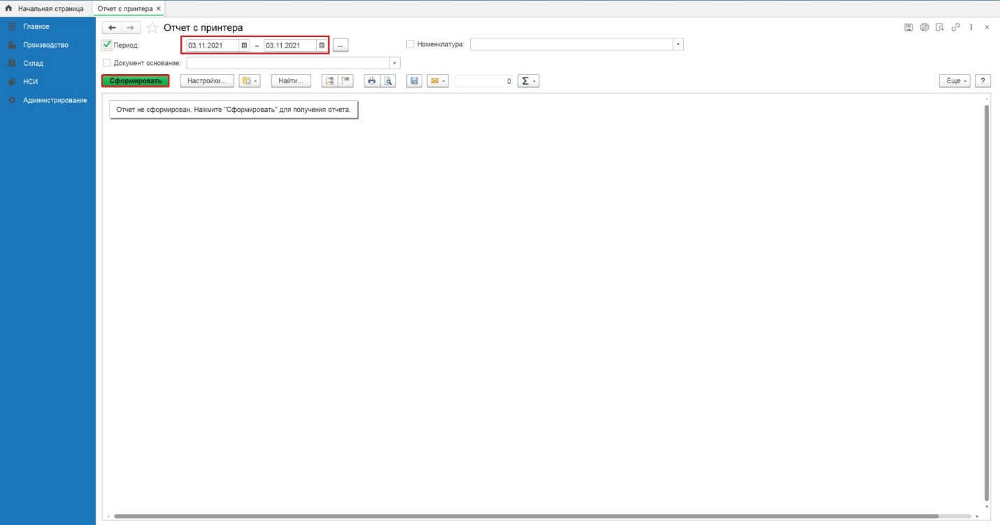 Начальная страница
Отчет с принтера ×
Главное
Производство
Склад
НСИ
Администрирование
Отчет с принтера
Период: 03.11.2021 – 03.11.2021 ... Номенклатура:
Документ основание:
Сформировать Настройки... Найти... 0 Σ Еще ?
Отчет не сформирован. Нажмите "Сформировать" для получения отчета.